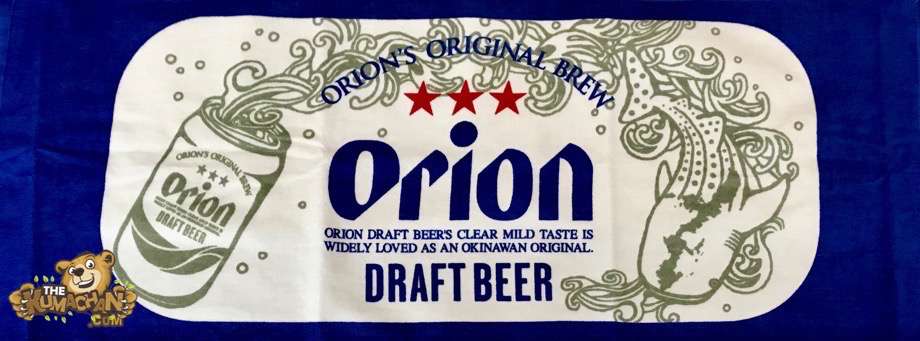 ORION'S ORIGINAL BREW
Orion
ORION DRAFT BEER'S CLEAR MILD TASTE IS
WIDELY LOVED AS AN OKINAWAN ORIGINAL.
DRAFT BEER
ORION'S ORIGINAL BREW
Orion
DRAFT BEER
THE
KUMACHAN
.COM